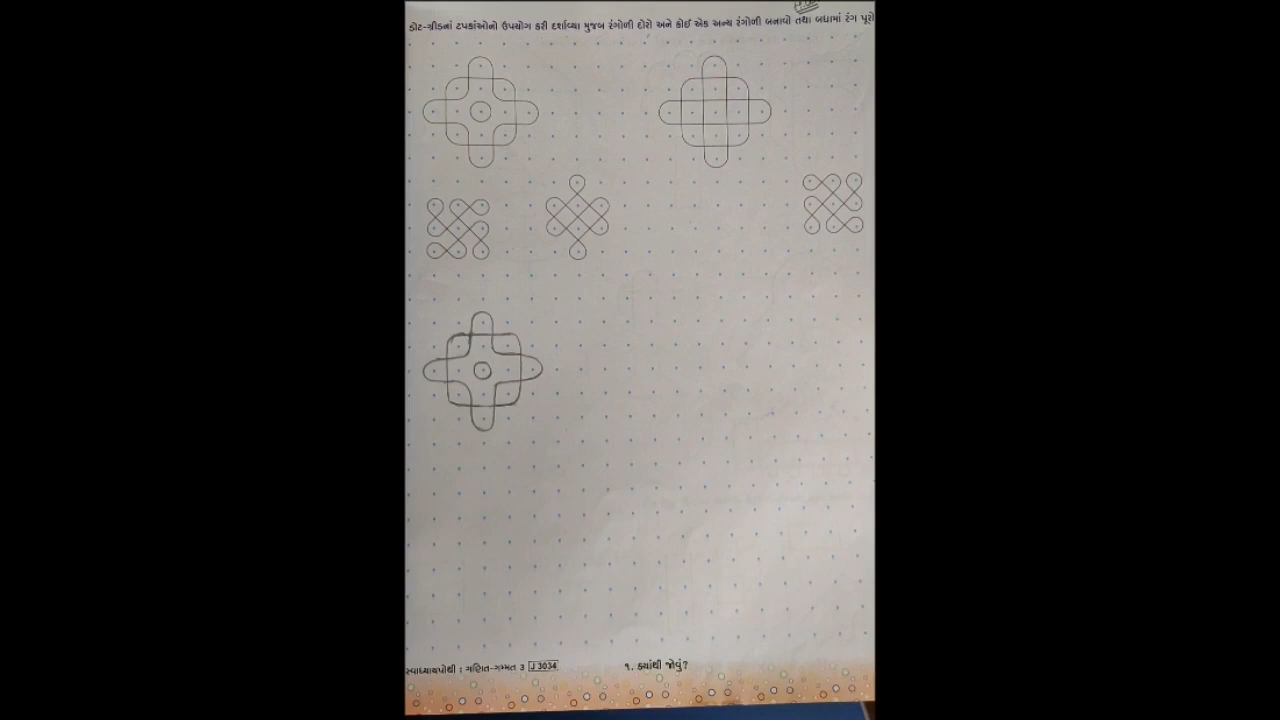 ડોટ-ગ્રીડનાં ટપકાંઓનો ઉપયોગ કરી દર્શાવ્યા મુજબ રંગોળી દોરો અને કોઈ એક અન્ય રંગોળી બનાવો તથા બધામાં રંગ પૂરો
સ્વાધ્યાયપોથી : ગણિત-ગમ્મત 3 J 3034 ૧. ક્યાંથી જોવું?